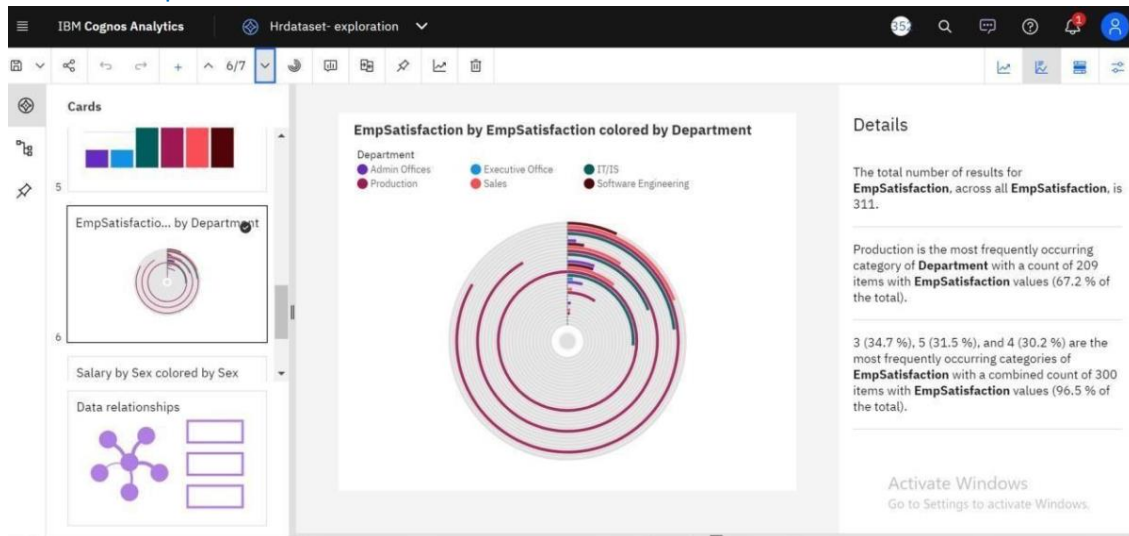 IBM Cognos Analytics
Hrdataset- exploration
352
1
6/7
Cards
5
EmpSatisfactio... by Department
6
Salary by Sex colored by Sex
Data relationships
EmpSatisfaction by EmpSatisfaction colored by Department
Department
Admin Offices Executive Office IT/IS
Production Sales Software Engineering
Details
The total number of results for
EmpSatisfaction, across all EmpSatisfaction, is
311.
Production is the most frequently occurring
category of Department with a count of 209
items with EmpSatisfaction values (67.2 % of
the total).
3 (34.7 %), 5 (31.5 %), and 4 (30.2 %) are the
most frequently occurring categories of
EmpSatisfaction with a combined count of 300
items with EmpSatisfaction values (96.5 % of
the total).
Activate Windows
Go to Settings to activate Windows.